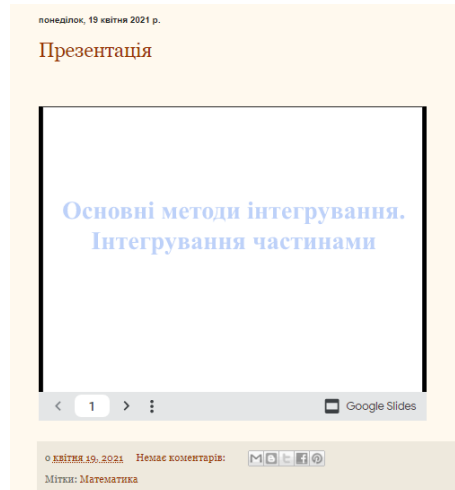 понеділок, 19 квітня 2021 р.
Презентація
Основні методи інтегрування.
Інтегрування частинами
1
Google Slides
о квітня 19, 2021 Немає коментарів:
Мітки: Математика